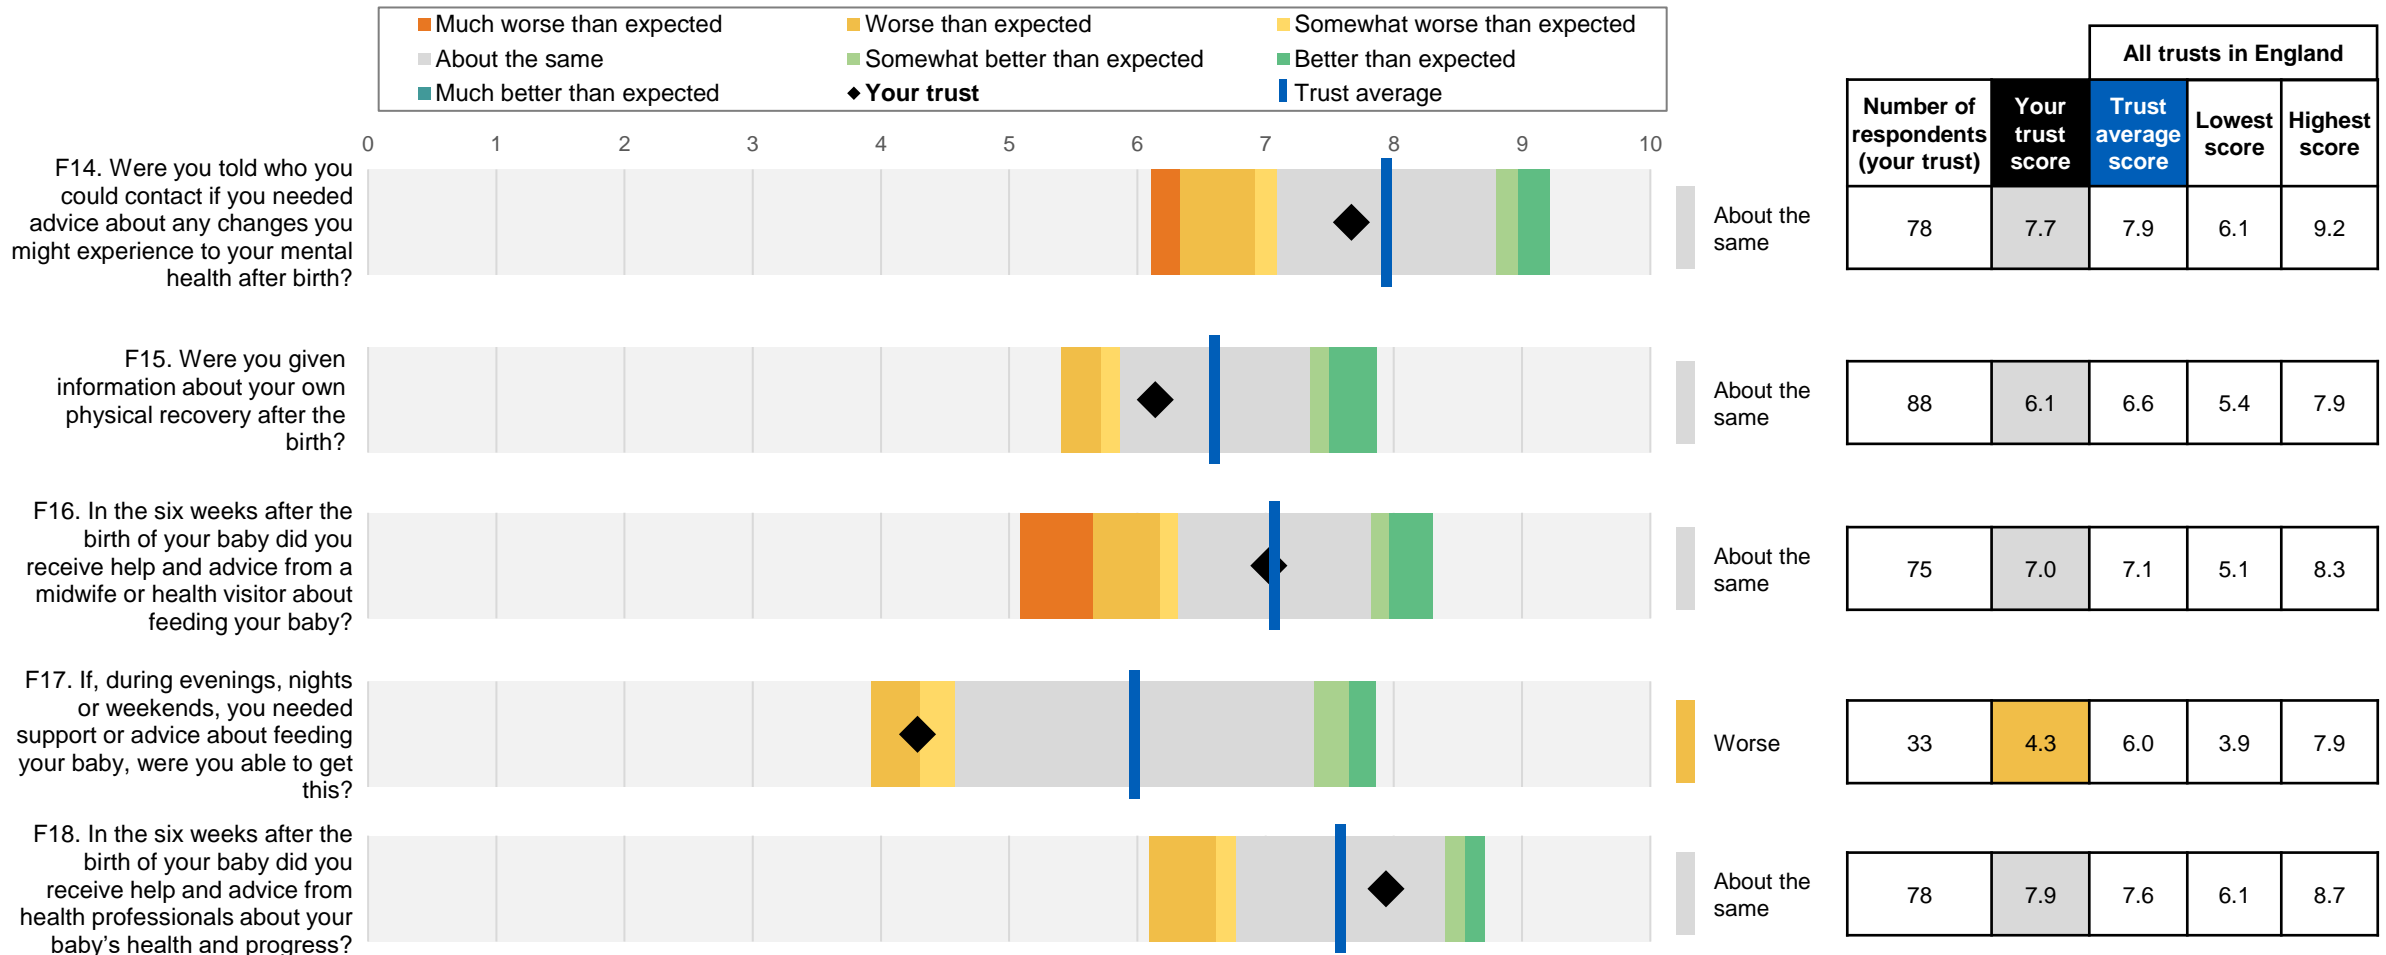 Much worse than expected
Worse than expected
Somewhat worse than expected
About the same
Somewhat better than expected
Better than expected
Much better than expected
Your trust
Trust average
All trusts in England
Number of
respondents
(your trust)
Your
trust
score
Trust
average
score
Lowest
score
Highest
score
0 1 2 3 4 5 6 7 8 9 10
F14. Were you told who you
could contact if you needed
advice about any changes you
might experience to your mental
health after birth?
About the
same
78 7.7 7.9 6.1 9.2
F15. Were you given
information about your own
physical recovery after the
birth?
About the
same
88 6.1 6.6 5.4 7.9
F16. In the six weeks after the
birth of your baby did you
receive help and advice from a
midwife or health visitor about
feeding your baby?
About the
same
75 7.0 7.1 5.1 8.3
F17. If, during evenings, nights
or weekends, you needed
support or advice about feeding
your baby, were you able to get
this?
Worse
33 4.3 6.0 3.9 7.9
F18. In the six weeks after the
birth of your baby did you
receive help and advice from
health professionals about your
baby’s health and progress?
About the
same
78 7.9 7.6 6.1 8.7